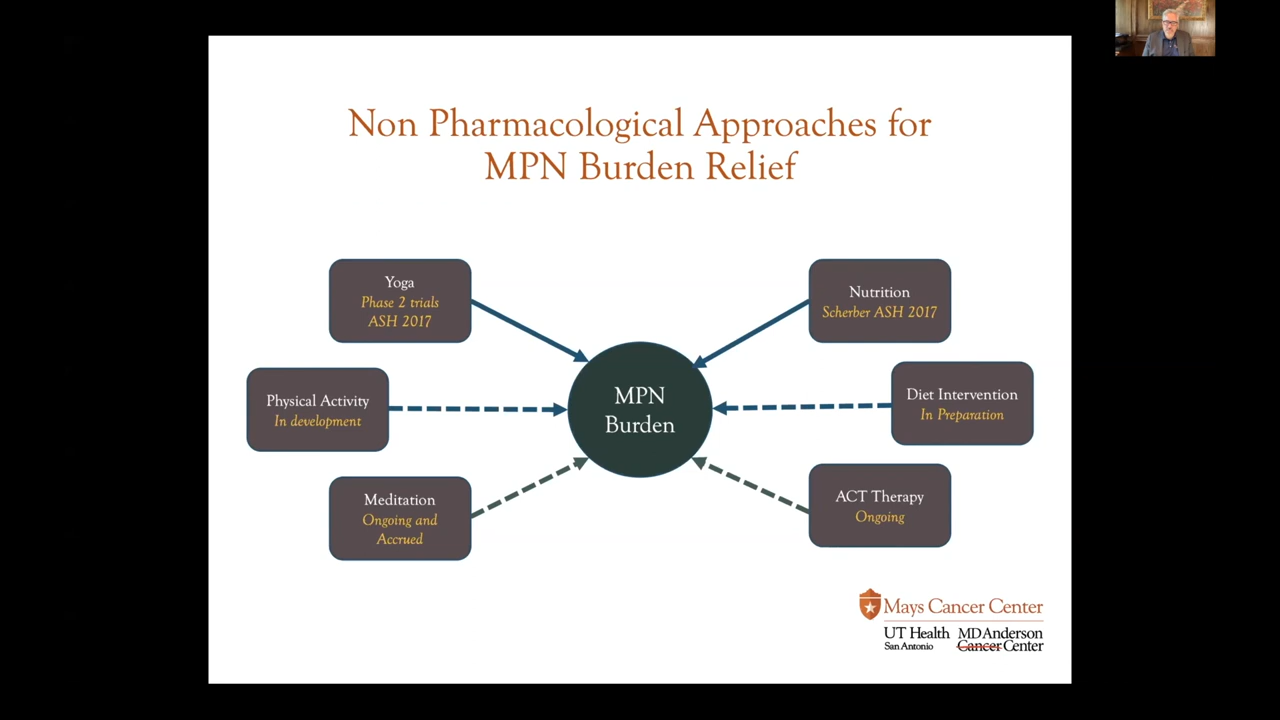 Non Pharmacological Approaches for
MPN Burden Relief
Yoga
Phase 2 trials
ASH 2017
Nutrition
Scherber ASH 2017
Physical Activity
In development
MPN
Burden
Diet Intervention
In Preparation
Meditation
Ongoing and
Accrued
ACT Therapy
Ongoing
Mays Cancer Center
UT Health
San Antonio
MD Anderson
Cancer Center